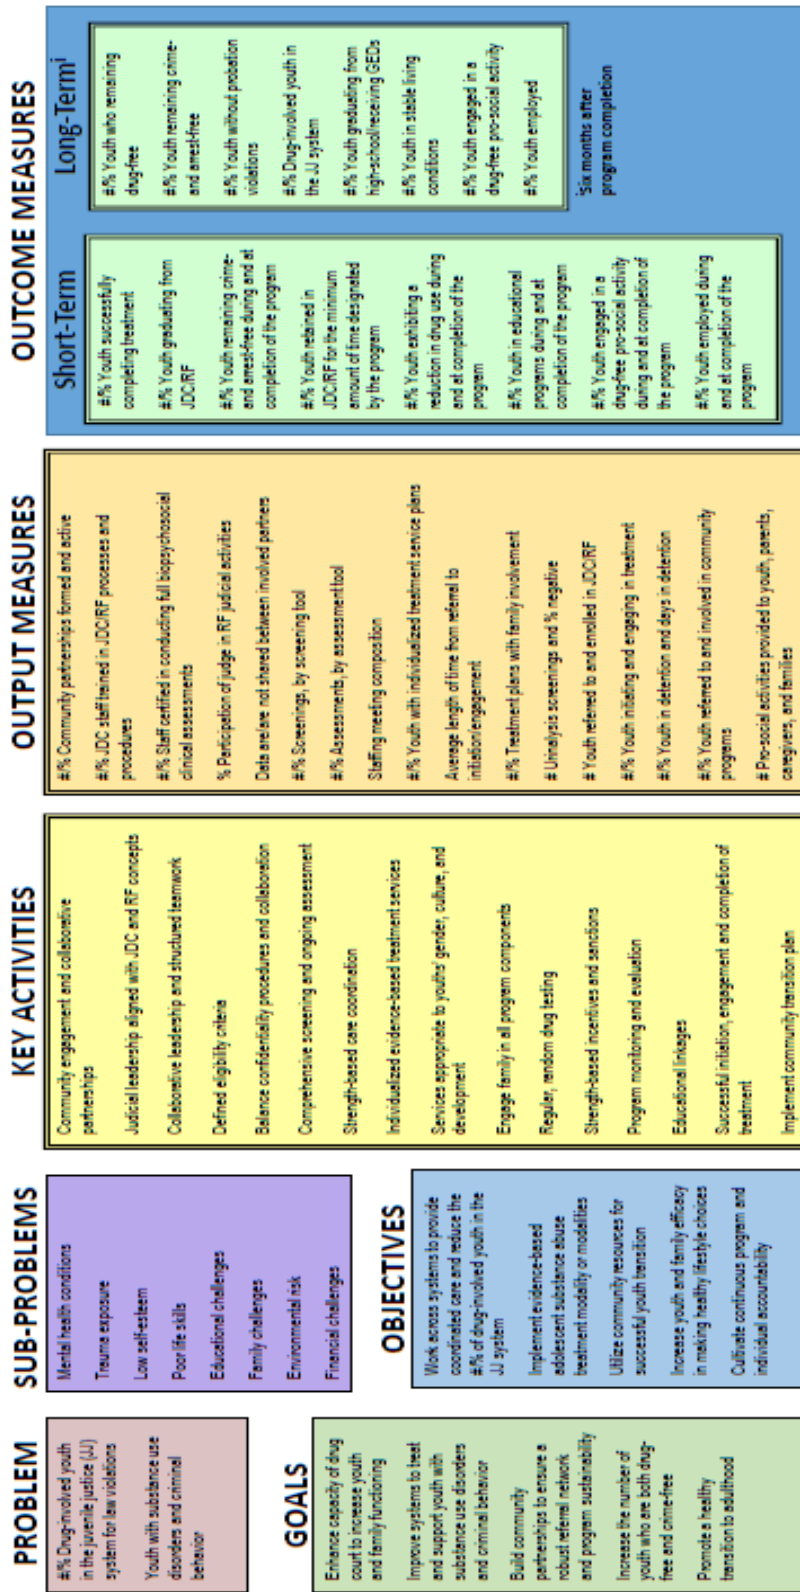 PROBLEM
#/% Drug-involved youth
in the juvenile justice (JJ)
system for law violations
Youth with substance use
disorders and criminal
behavior
GOALS
Enhance capacity of drug
court to increase youth
and family functioning
Improve systems to treat
and support youth with
substance use disorders
and criminal behavior
Build community
partnerships to ensure a
robust referral network
and program sustainability
Increase the number of
youth who are both drug-
free and crime-free
Promote a healthy
transition to adulthood
SUB-PROBLEMS
Mental health conditions
Trauma exposure
Low self-esteem
Poor life skills
Educational challenges
Family challenges
Environmental risk
Financial challenges
OBJECTIVES
Work across systems to provide
coordinated care and reduce the
#/% of drug-involved youth in the
JJ system
Implement evidence-based
adolescent substance abuse
treatment modality or modalities
Utilize community resources for
successful youth transition
Increase youth and family efficacy
in making healthy lifestyle choices
Cultivate continuous program and
individual accountability
KEY ACTIVITIES
Community engagement and collaborative
partnerships
Judicial leadership aligned with JDC and RF concepts
Collaborative leadership and structured teamwork
Defined eligibility criteria
Balance confidentiality procedures and collaboration
Comprehensive screening and ongoing assessment
Strength-based care coordination
Individualized evidence-based treatment services
Services appropriate to youths' gender, culture, and
development
Engage family in all program components
Regular, random drug testing
Strength-based incentives and sanctions
Program monitoring and evaluation
Educational linkages
Successful initiation, engagement and completion of
treatment
Implement community transition plan
OUTPUT MEASURES
#/% Community partnerships formed and active
#/% JDC staff trained in JDC/RF processes and
procedures
#/% Staff certified in conducting full biopsychosocial
clinical assessments
% Participation of judge in RF judicial activities
Data are/are not shared between involved partners
#/% Screenings, by screening tool
#/% Assessments, by assessment tool
Staffing meeting composition
#/% Youth with individualized treatment service plans
Average length of time from referral to
initiation/engagement
#/% Treatment plans with family involvement
# Urinalysis screenings and % negative
# Youth referred to and enrolled in JDC/RF
#/% Youth initiating and engaging in treatment
#/% Youth in detention and days in detention
#/% Youth referred to and involved in community
programs
# Pro-social activities provided to youth, parents,
caregivers, and families
OUTCOME MEASURES
Short-Term
#/% Youth successfully
completing treatment
#/% Youth graduating from
JDC/RF
#/% Youth remaining crime-
and arrest-free during and at
completion of the program
#/% Youth retained in
JDC/RF for the minimum
amount of time designated
by the program
#/% Youth exhibiting a
reduction in drug use during
and at completion of the
program
#/% Youth in educational
programs during and at
completion of the program
#/% Youth engaged in a
drug-free pro-social activity
during and at completion of
the program
#/% Youth employed during
and at completion of the
program
Long-Term¹
#/% Youth who remaining
drug-free
#/% Youth remaining crime-
and arrest-free
#/% Youth without probation
violations
#/% Drug-involved youth in
the JJ system
#/% Youth graduating from
high-school/receiving GEDs
#/% Youth in stable living
conditions
#/% Youth engaged in a
drug-free pro-social activity
#/% Youth employed
¹Six months after
program completion